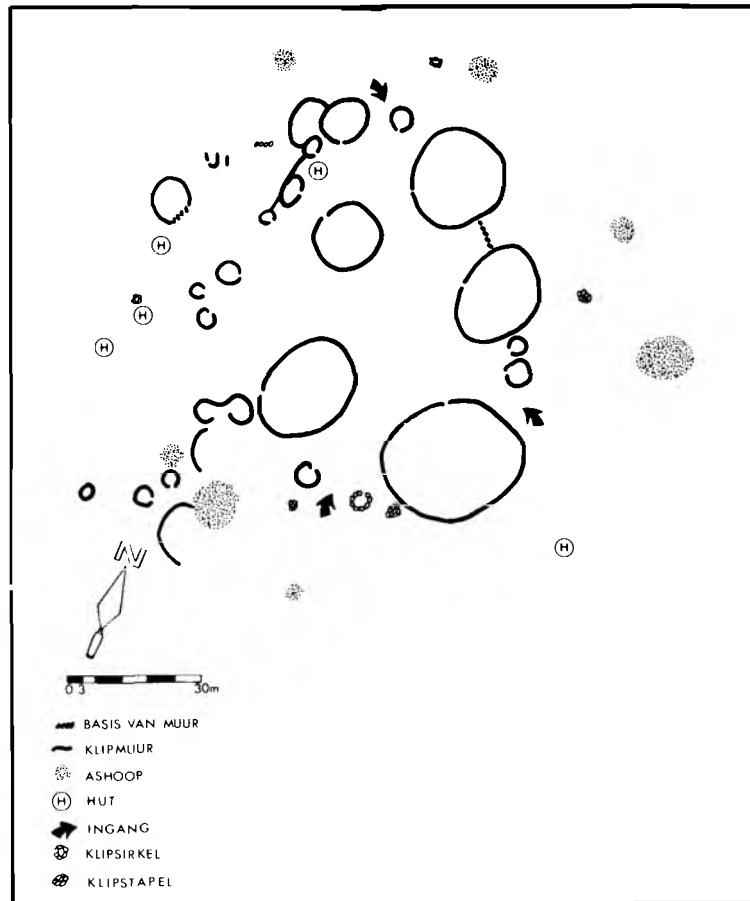 H
H
H
H
H
N
0 3 30m
BASIS VAN MUUR
KLIPMUUR
ASHOOP
H HUT
INGANG
KLIPSIRKEL
KLIPSTAPEL